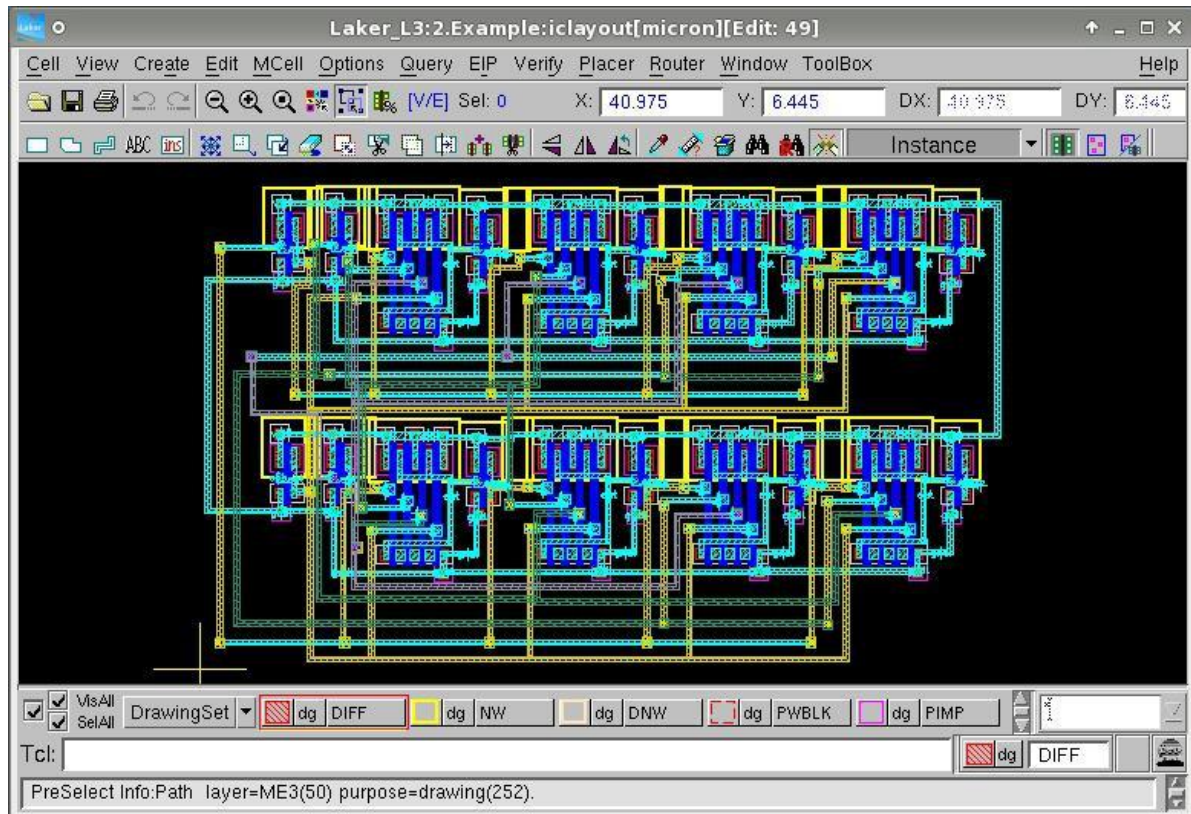 Laker_L3:2.Example:iclayout[micron][Edit: 49]
Cell View Create Edit MCell Options Query EIP Verify Placer Router Window ToolBox Help
[V/E] Sel: 0 X: 40.975 Y: 6.445 DX: 40.975 DY: 6.445
ABC ins Instance
VisAll
SelAll
DrawingSet dg DIFF dg NW dg DNW dg PWBLK dg PIMP
Tcl: dg DIFF
PreSelect Info:Path layer=ME3(50) purpose=drawing(252).